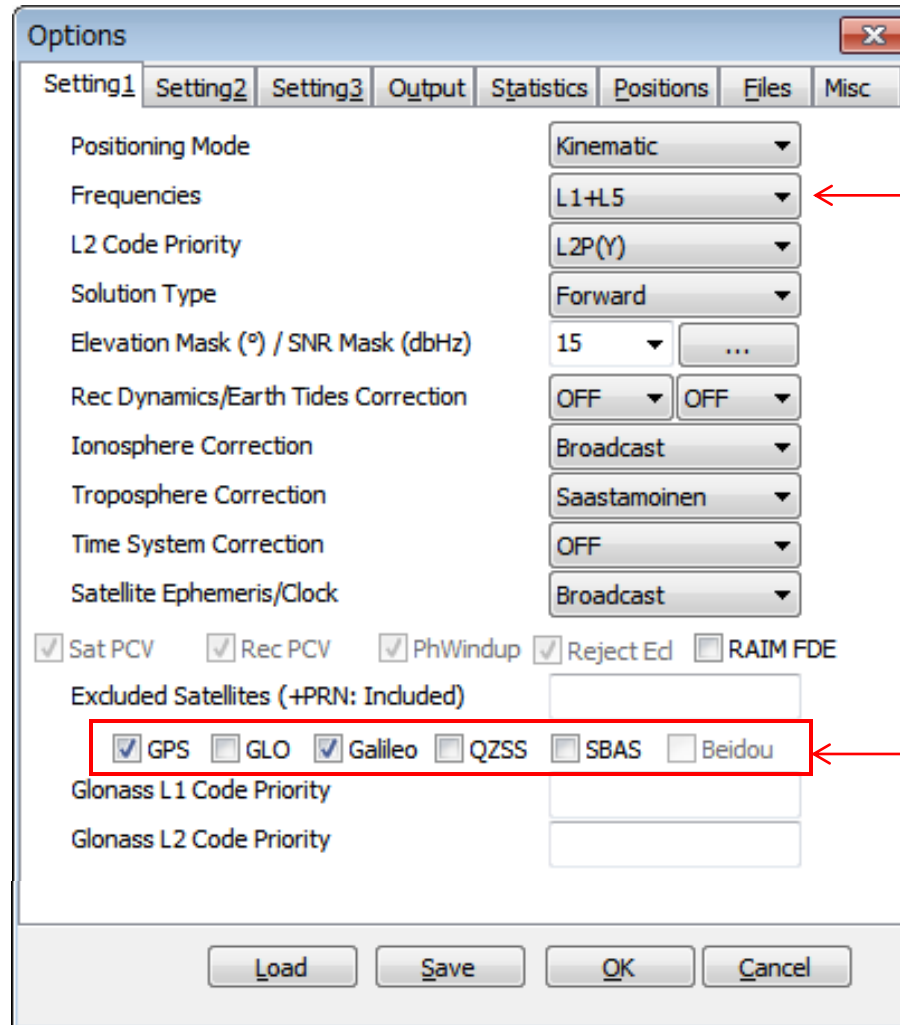 Options
Setting1 Setting2 Setting3 Output Statistics Positions Files Misc
Positioning Mode Kinematic
Frequencies L1+L5
L2 Code Priority L2P(Y)
Solution Type Forward
Elevation Mask (°) / SNR Mask (dbHz) 15 ...
Rec Dynamics/Earth Tides Correction OFF OFF
Ionosphere Correction Broadcast
Troposphere Correction Saastamoinen
Time System Correction OFF
Satellite Ephemeris/Clock Broadcast
Sat PCV Rec PCV PhWindup Reject Ecl RAIM FDE
Excluded Satellites (+PRN: Included)
GPS GLO Galileo QZSS SBAS Beidou
Glonass L1 Code Priority
Glonass L2 Code Priority
Load Save OK Cancel